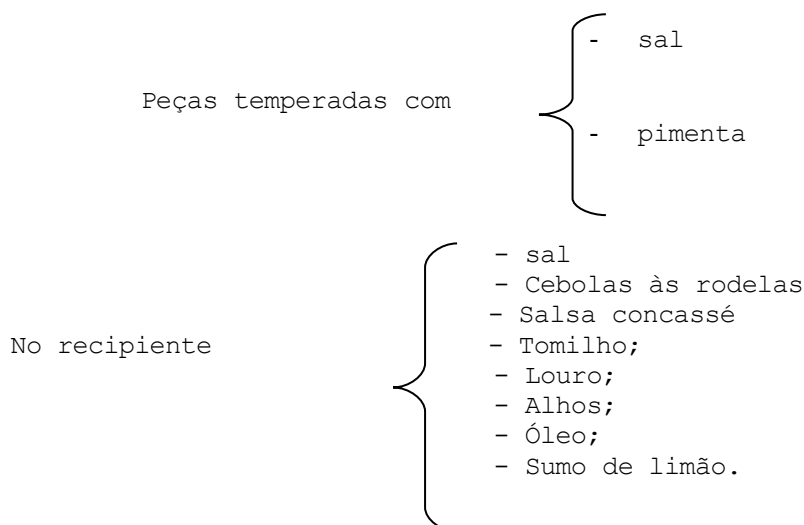 - sal
Peças temperadas com
- pimenta
- sal
- Cebolas às rodelas
- Salsa concassé
No recipiente
- Tomilho;
- Louro;
- Alhos;
- Óleo;
- Sumo de limão.